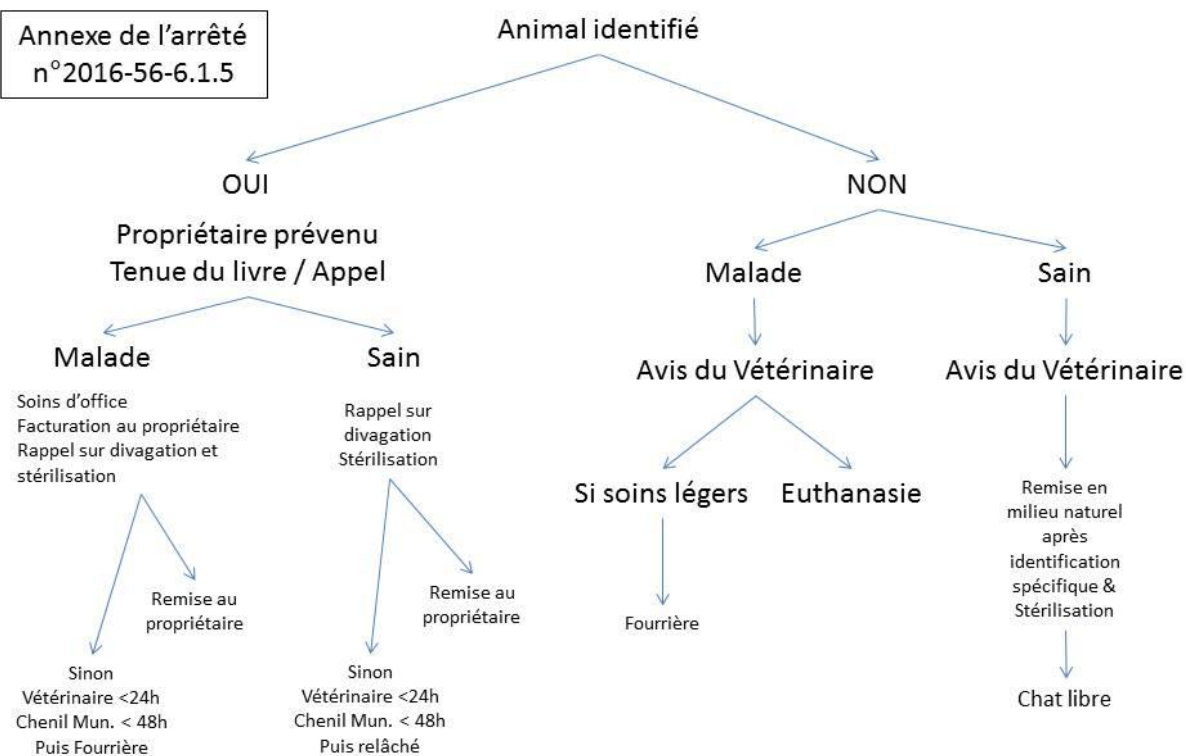 Annexe de l'arrêté
n°2016-56-6.1.5
Animal identifié
OUI
Propriétaire prévenu
Tenue du livre / Appel
Malade
Soins d'office
Facturation au propriétaire
Rappel sur divagation et
stérilisation
Remise au
propriétaire
Sinon
Vétérinaire <24h
Chenil Mun. < 48h
Puis Fourrière
Sain
Rappel sur
divagation
Stérilisation
Remise au
propriétaire
Sinon
Vétérinaire <24h
Chenil Mun. < 48h
Puis relâché
NON
Malade
Avis du Vétérinaire
Si soins légers
Fourrière
Euthanasie
Sain
Avis du Vétérinaire
Remise en
milieu naturel
après
identification
spécifique &
Stérilisation
Chat libre